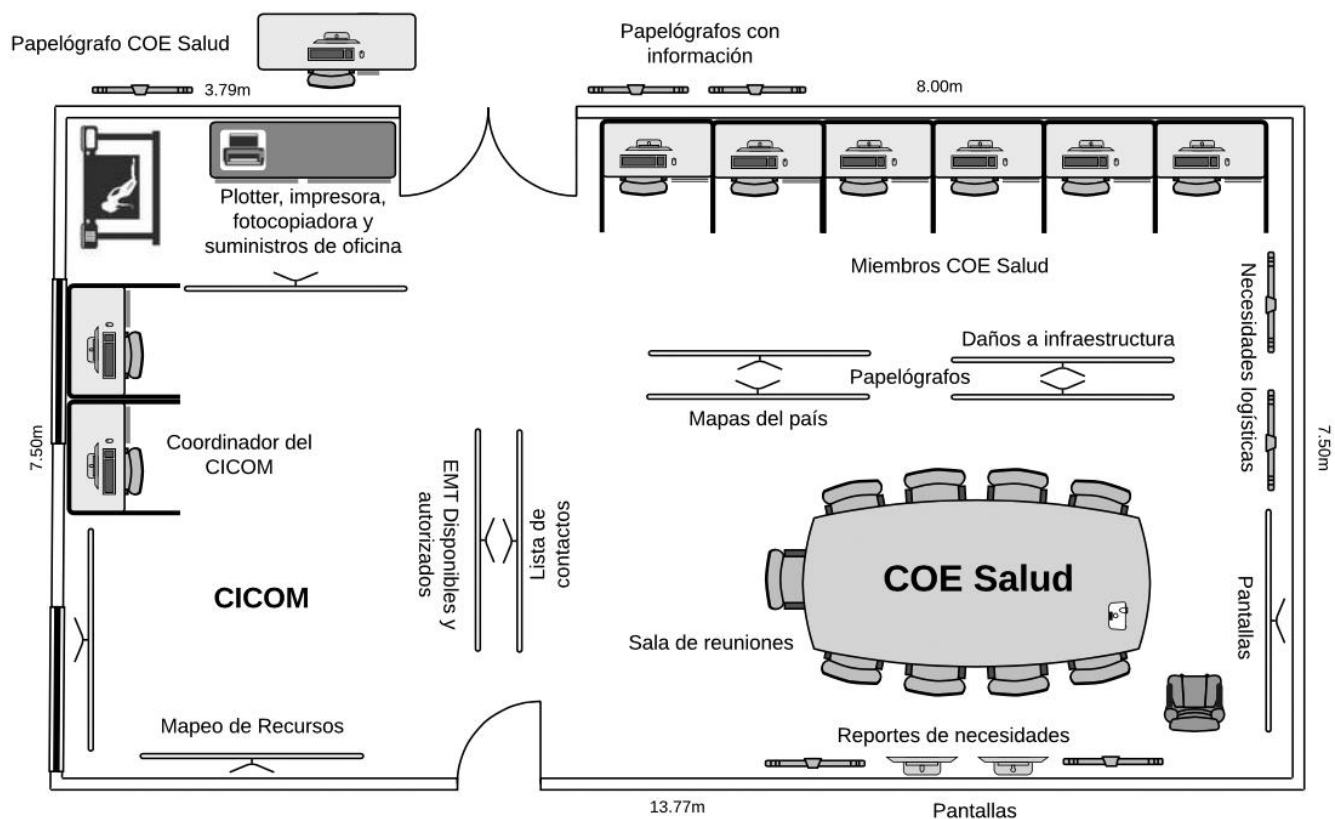 Papelógrafo COE Salud
Papelógrafos con
información
3.79m
8.00m
Plotter, impresora,
fotocopiadora y
suministros de oficina
Miembros COE Salud
Necesidades logísticas
Daños a infraestructura
Papelógrafos
Mapas del país
7.50m
Coordinador del
CICOM
EMT Disponibles y
autorizados
Lista de
contactos
7.50m
CICOM
COE Salud
Sala de reuniones
Pantallas
Mapeo de Recursos
Reportes de necesidades
13.77m
Pantallas